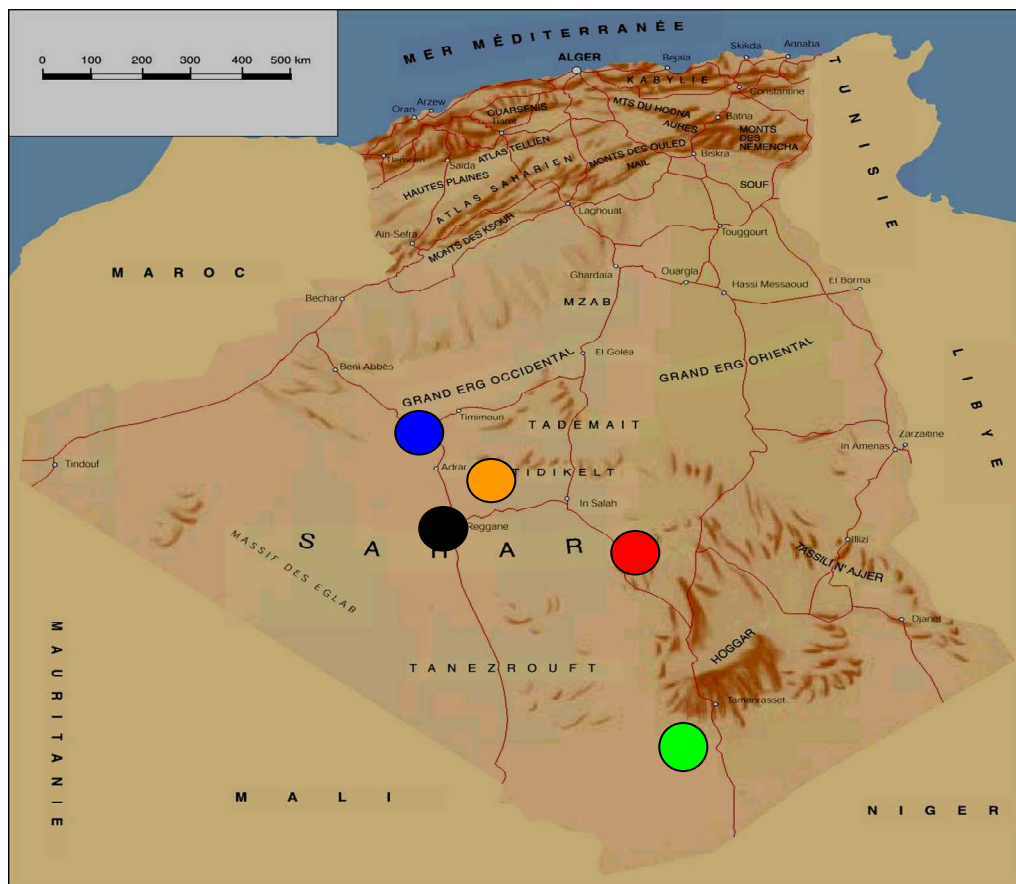 MER MÉDITERRANÉE
0 100 200 300 400 500 km
Skikda
Annaba
ALGER
Bejaïa
KABYLIE
Constantine
TUNISIE
Arzew
Oran
OUARSENIS
Tiaret
MTS DU HODNA
Batna
AURES
MONTS DES NEMENCHA
Tlemcen
Saïda
ATLAS TELLIEN
MONTS DES OULED NAIL
Biskra
HAUTES PLAINES
ATLAS SAHARIEN
SOUF
Laghouat
Ain-Sefra
MONTS DES KSOUR
Touggourt
MAROC
Ghardaia
Ouargla
Hassi Messaoud
El Borma
Bechar
MZAB
El Goléa
Beni Abbès
GRAND ERG OCCIDENTAL
GRAND ERG ORIENTAL
LIBYE
Timimoun
TADEMAIT
Zarzaitine
In Amenas
Tindouf
Adrar
TIDIKELT
In Salah
Reggane
SAHAR
MASSIF DES EGLAB
TASSILI N'AJJER
Illizi
Djanet
HOGGAR
TANEZROUFT
Tamanrasset
MAURITANIE
MALI
NIGER